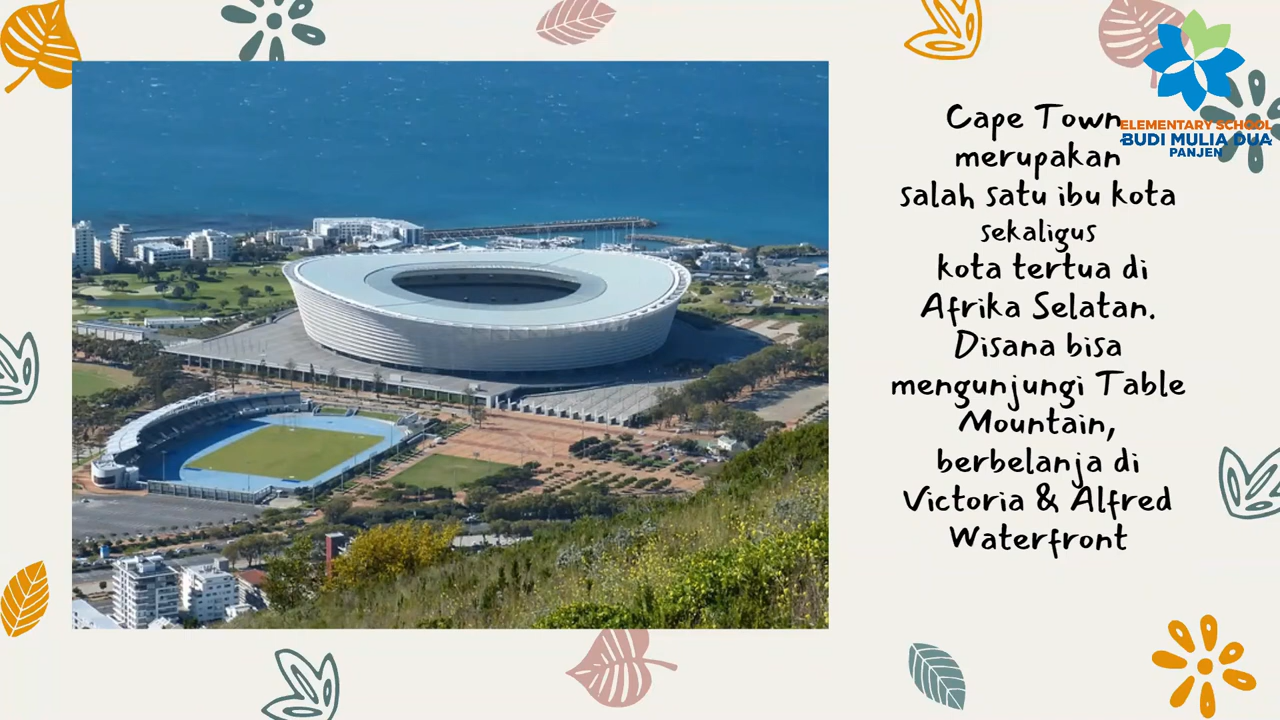 Cape Town
merupakan
salah satu ibu kota
sekaligus
kota tertua di
Afrika Selatan.
Disana bisa
mengunjungi Table
Mountain,
berbelanja di
Victoria & Alfred
Waterfront
ELEMENTARY SCHOOL
BUDI MULIA DUA
PANJEN